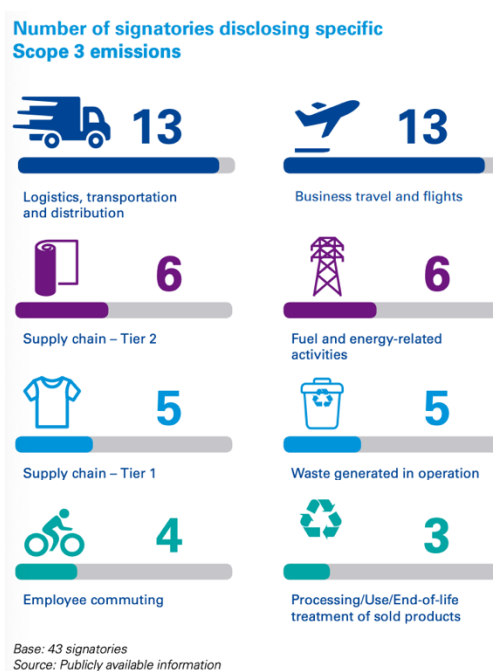 Number of signatories disclosing specific
Scope 3 emissions
13
Logistics, transportation
and distribution
13
Business travel and flights
6
Supply chain – Tier 2
6
Fuel and energy-related
activities
5
Supply chain – Tier 1
5
Waste generated in operation
4
Employee commuting
3
Processing/Use/End-of-life
treatment of sold products
Base: 43 signatories
Source: Publicly available information